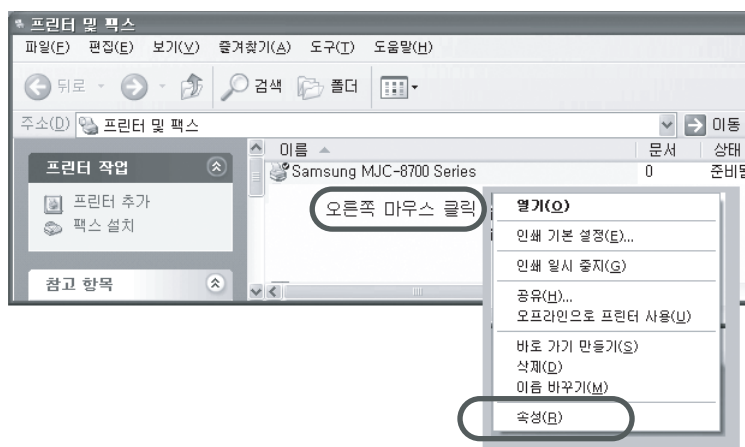 프린터 및 팩스
파일(F) 편집(E) 보기(V) 즐겨찾기(A) 도구(T) 도움말(H)
뒤로 검색 폴더
주소(D) 프린터 및 팩스 이동
이름 문서 상태
프린터 작업
Samsung MJC-8700 Series 0
프린터 추가
팩스 설치
오른쪽 마우스 클릭
참고 항목
열기(O)
인쇄 기본 설정(E)...
인쇄 일시 중지(G)
공유(H)...
오프라인으로 프린터 사용(U)
바로 가기 만들기(S)
삭제(D)
이름 바꾸기(M)
속성(R)